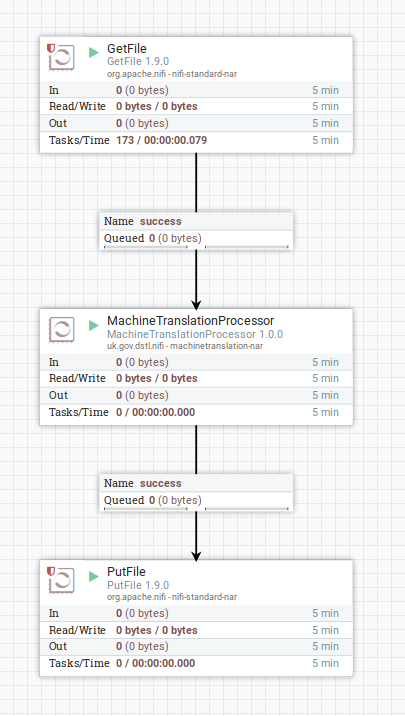 GetFile
GetFile 1.9.0
org.apache.nifi - nifi-standard-nar
In 0 (0 bytes) 5 min
Read/Write 0 bytes / 0 bytes 5 min
Out 0 (0 bytes) 5 min
Tasks/Time 173 / 00:00:00.079 5 min
Name success
Queued 0 (0 bytes)
MachineTranslationProcessor
MachineTranslationProcessor 1.0.0
uk.gov.dstl.nifi - machinetranslation-nar
In 0 (0 bytes) 5 min
Read/Write 0 bytes / 0 bytes 5 min
Out 0 (0 bytes) 5 min
Tasks/Time 0 / 00:00:00.000 5 min
Name success
Queued 0 (0 bytes)
PutFile
PutFile 1.9.0
org.apache.nifi - nifi-standard-nar
In 0 (0 bytes) 5 min
Read/Write 0 bytes / 0 bytes 5 min
Out 0 (0 bytes) 5 min
Tasks/Time 0 / 00:00:00.000 5 min